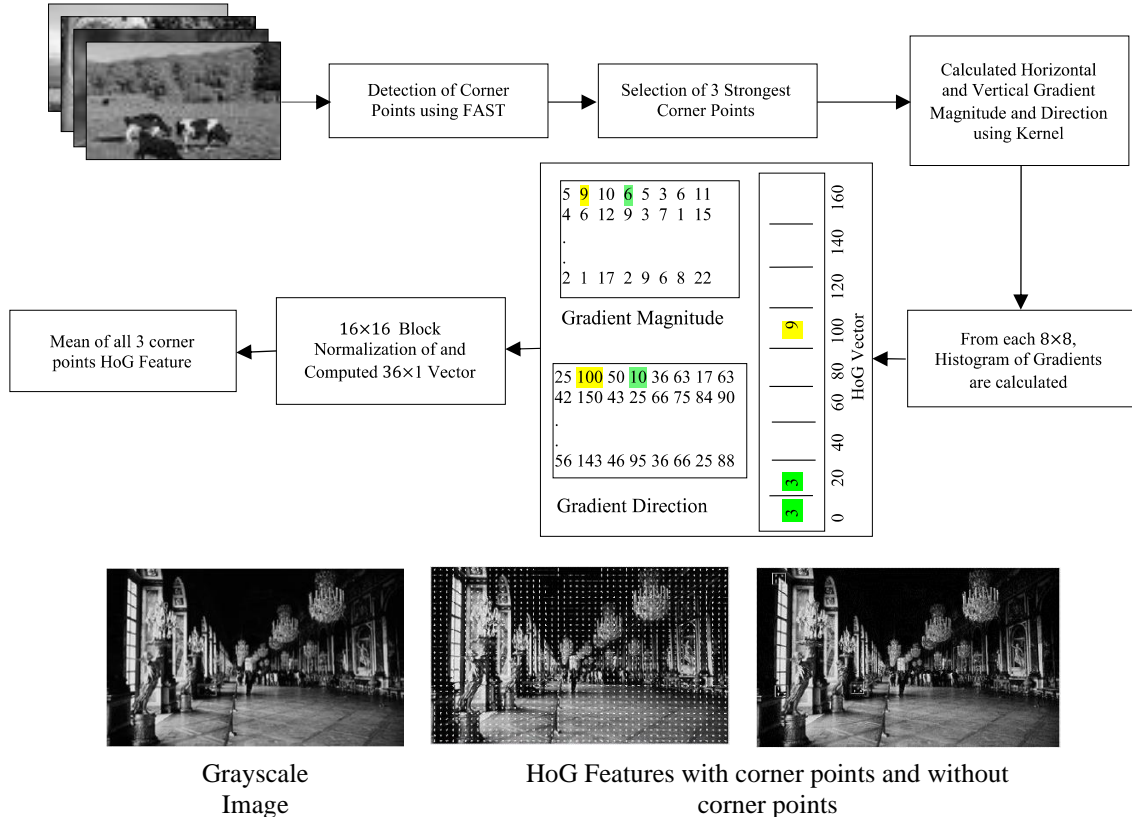 Detection of Corner
Points using FAST
Selection of 3 Strongest
Corner Points
Calculated Horizontal
and Vertical Gradient
Magnitude and Direction
using Kernel
From each 8×8,
Histogram of Gradients
are calculated
5 9 10 6 5 3 6 11
4 6 12 9 3 7 1 15
.
.
2 1 17 2 9 6 8 22
Gradient Magnitude
25 100 50 10 36 63 17 63
42 150 43 25 66 75 84 90
.
.
56 143 46 95 36 66 25 88
Gradient Direction
9
3
3
160
140
120
100
80
60
40
20
0
HoG Vector
16×16 Block
Normalization of and
Computed 36×1 Vector
Mean of all 3 corner
points HoG Feature
Grayscale
Image
HoG Features with corner points and without
corner points